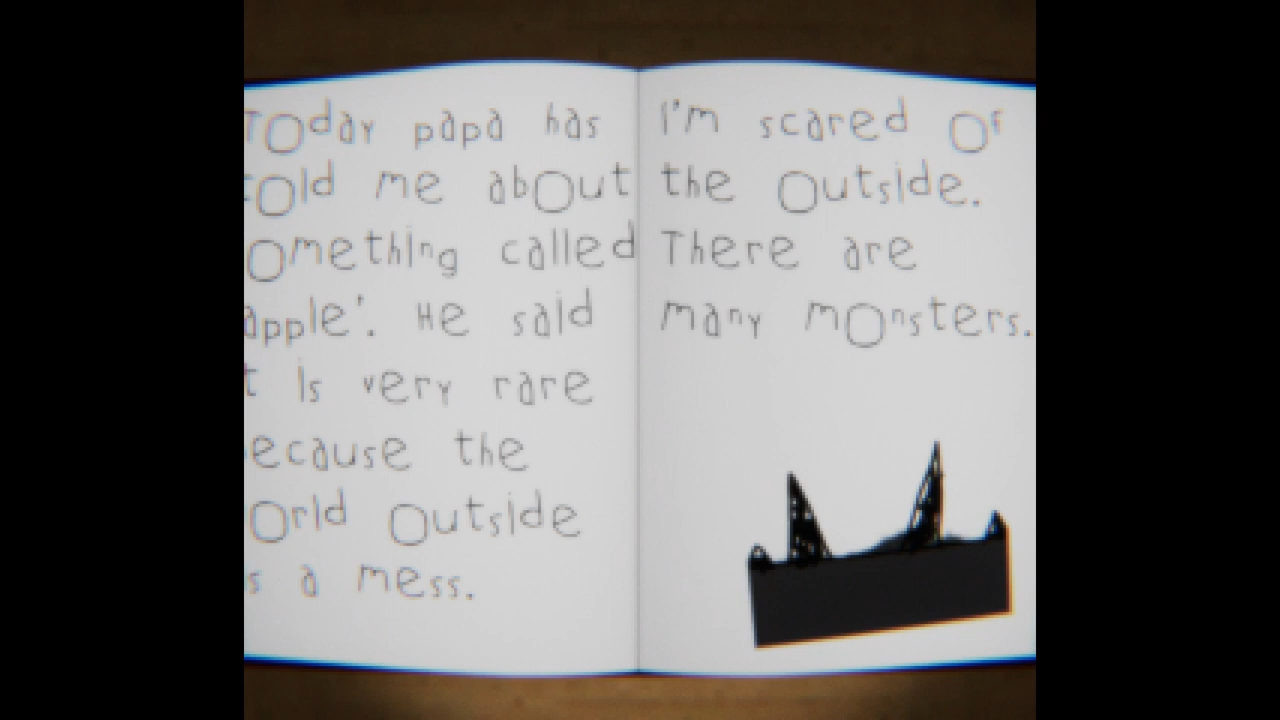 Today papa has
told me about
omething called
apple'. He said
t is very rare
ecause the
orld outside
s a mess.
I'm scared of
the outside.
There are
many monsters.